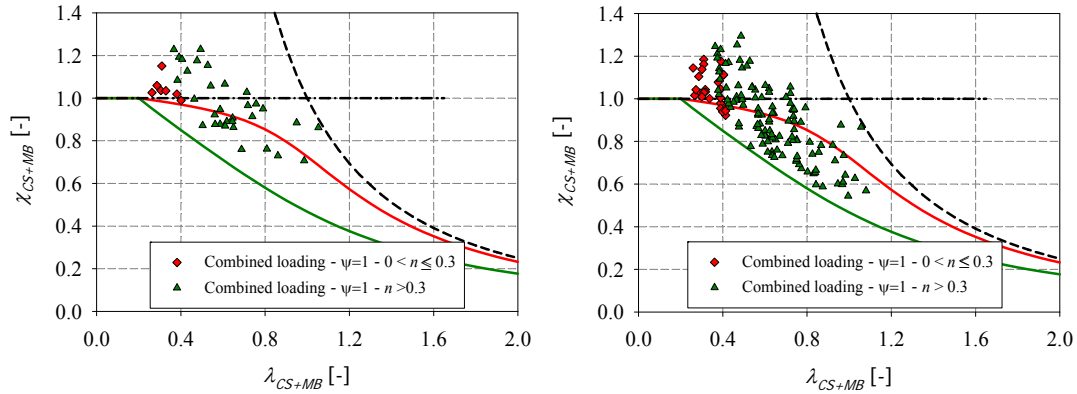 1.4
1.2
1.0
0.8
0.6
0.4
0.2
0.0
χCS+MB [-]
Combined loading - ψ=1 - 0 < n ≤ 0.3
Combined loading - ψ=1 - n >0.3
0.0 0.4 0.8 1.2 1.6 2.0
λCS+MB [-]
1.4
1.2
1.0
0.8
0.6
0.4
0.2
0.0
χCS+MB [-]
Combined loading - ψ=1 - 0 < n ≤ 0.3
Combined loading - ψ=1 - n > 0.3
0.0 0.4 0.8 1.2 1.6 2.0
λCS+MB [-]